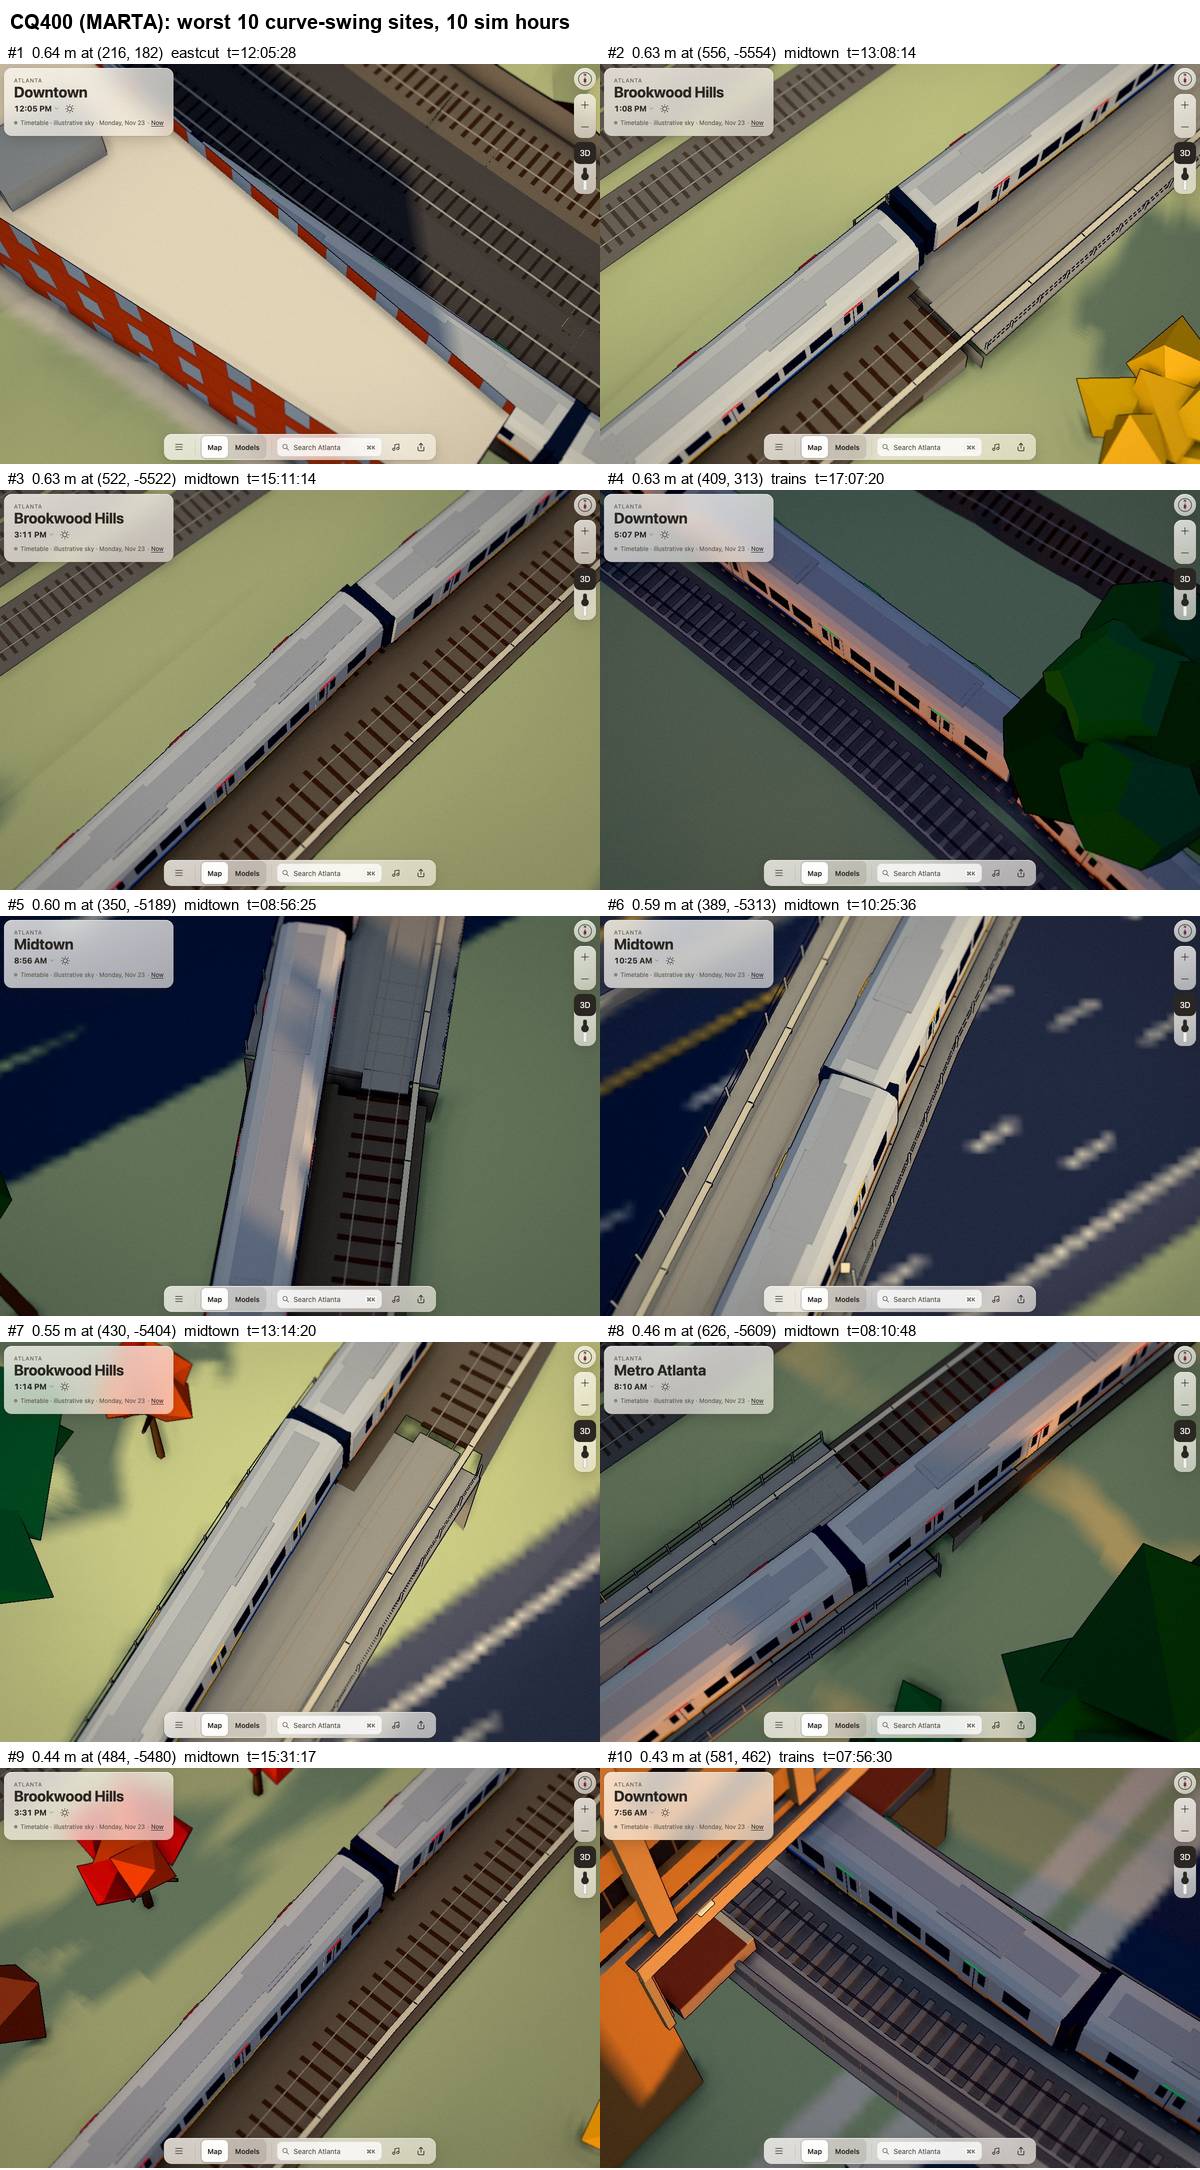 CQ400 (MARTA): worst 10 curve-swing sites, 10 sim hours
#1 0.64 m at (216, 182) eastcut t=12:05:28
ATLANTA
Downtown
12:05 PM
Timetable · illustrative sky · Monday, Nov 23 · Now
3D
Map Models Search Atlanta ⌘K
#2 0.63 m at (556, -5554) midtown t=13:08:14
ATLANTA
Brookwood Hills
1:08 PM
Timetable · illustrative sky · Monday, Nov 23 · Now
3D
Map Models Search Atlanta ⌘K
#3 0.63 m at (522, -5522) midtown t=15:11:14
ATLANTA
Brookwood Hills
3:11 PM
Timetable · illustrative sky · Monday, Nov 23 · Now
3D
Map Models Search Atlanta ⌘K
#4 0.63 m at (409, 313) trains t=17:07:20
ATLANTA
Downtown
5:07 PM
Timetable · illustrative sky · Monday, Nov 23 · Now
3D
Map Models Search Atlanta ⌘K
#5 0.60 m at (350, -5189) midtown t=08:56:25
ATLANTA
Midtown
8:56 AM
Timetable · illustrative sky · Monday, Nov 23 · Now
3D
Map Models Search Atlanta ⌘K
#6 0.59 m at (389, -5313) midtown t=10:25:36
ATLANTA
Midtown
10:25 AM
Timetable · illustrative sky · Monday, Nov 23 · Now
3D
Map Models Search Atlanta ⌘K
#7 0.55 m at (430, -5404) midtown t=13:14:20
ATLANTA
Brookwood Hills
1:14 PM
Timetable · illustrative sky · Monday, Nov 23 · Now
3D
Map Models Search Atlanta ⌘K
#8 0.46 m at (626, -5609) midtown t=08:10:48
ATLANTA
Metro Atlanta
8:10 AM
Timetable · illustrative sky · Monday, Nov 23 · Now
3D
Map Models Search Atlanta ⌘K
#9 0.44 m at (484, -5480) midtown t=15:31:17
ATLANTA
Brookwood Hills
3:31 PM
Timetable · illustrative sky · Monday, Nov 23 · Now
3D
Map Models Search Atlanta ⌘K
#10 0.43 m at (581, 462) trains t=07:56:30
ATLANTA
Downtown
7:56 AM
Timetable · illustrative sky · Monday, Nov 23 · Now
3D
Map Models Search Atlanta ⌘K